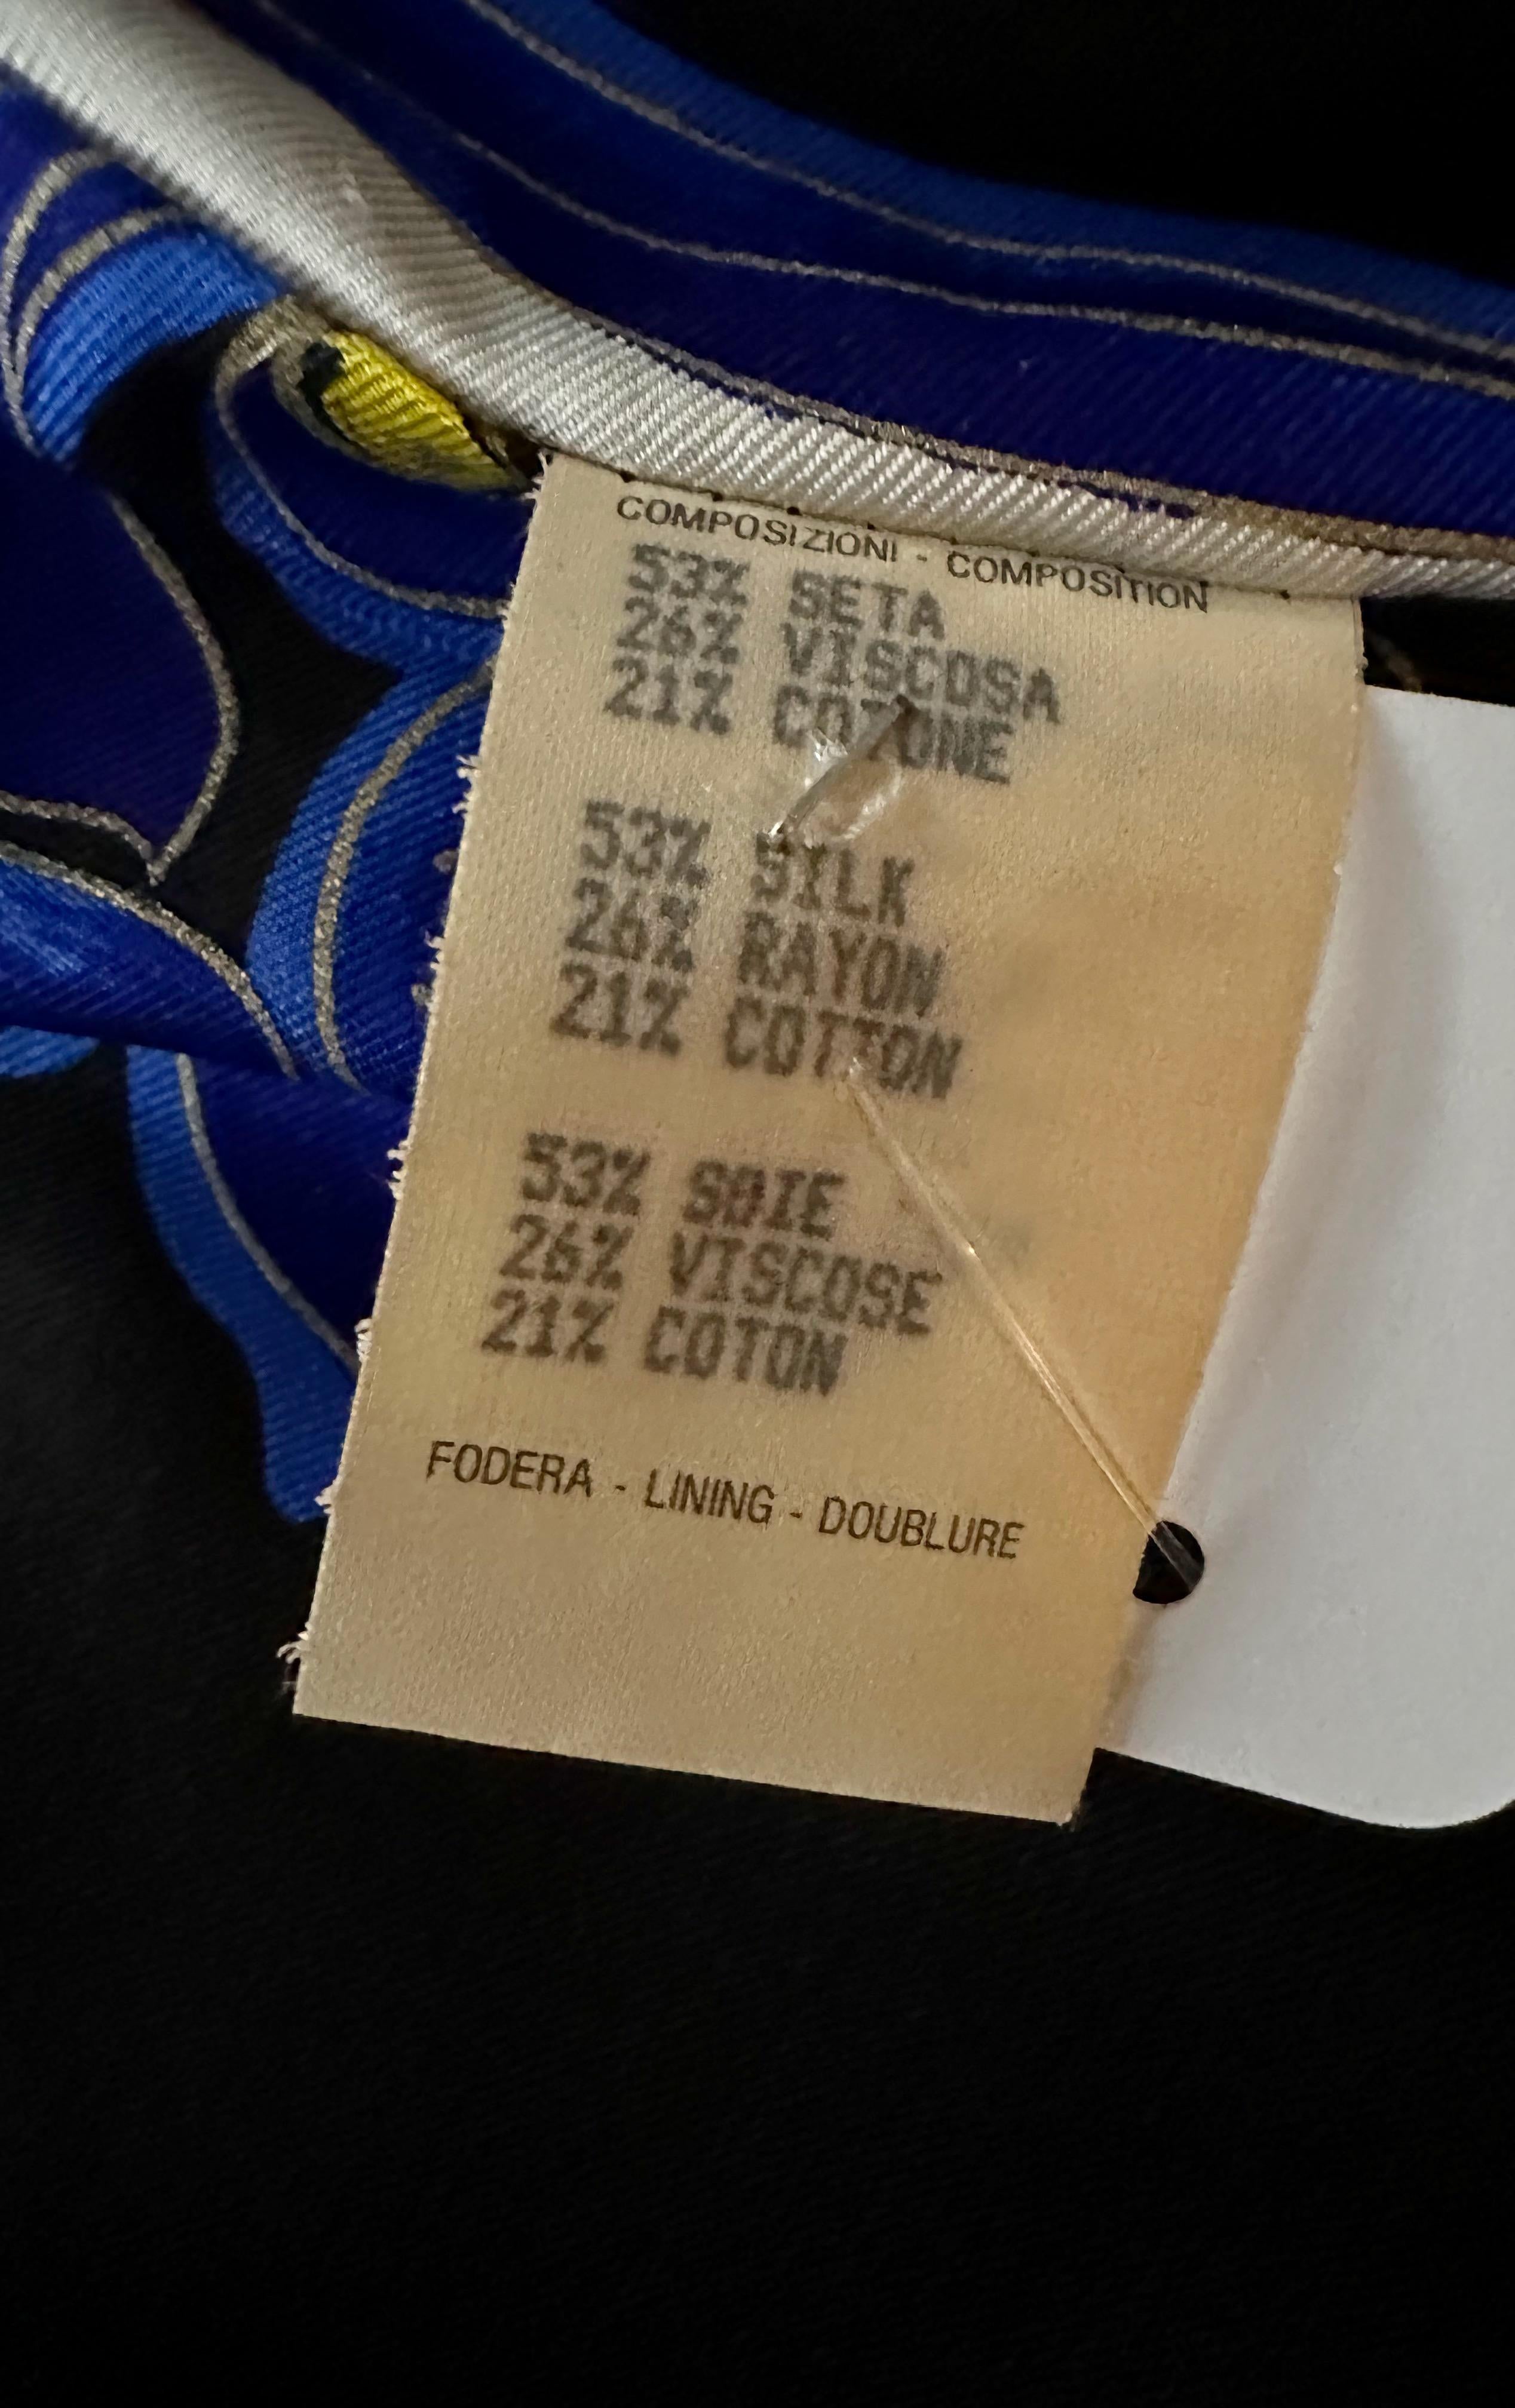 COMPOSIZIONI - COMPOSITION
53% SETA
26% VISCOSA
21% COTONE
53% SILK
26% RAYON
21% COTTON
53% SOIE
26% VISCOSE
21% COTON
FODERA - LINING - DOUBLURE